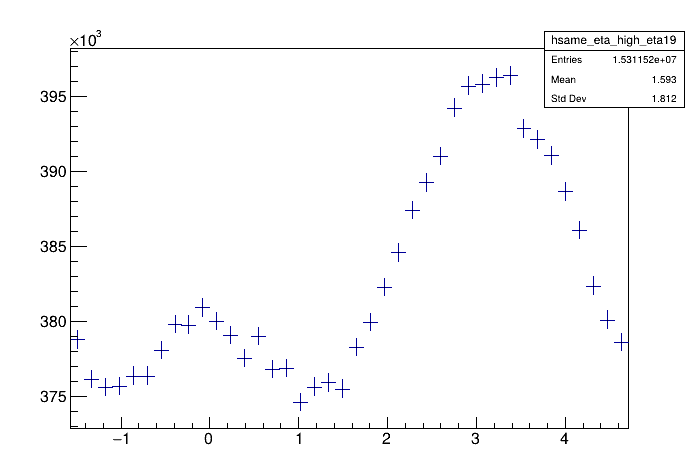 ×10³
hsame_eta_high_eta19
Entries 1.531152e+07
Mean 1.593
Std Dev 1.812
395
390
385
380
375
−1 0 1 2 3 4